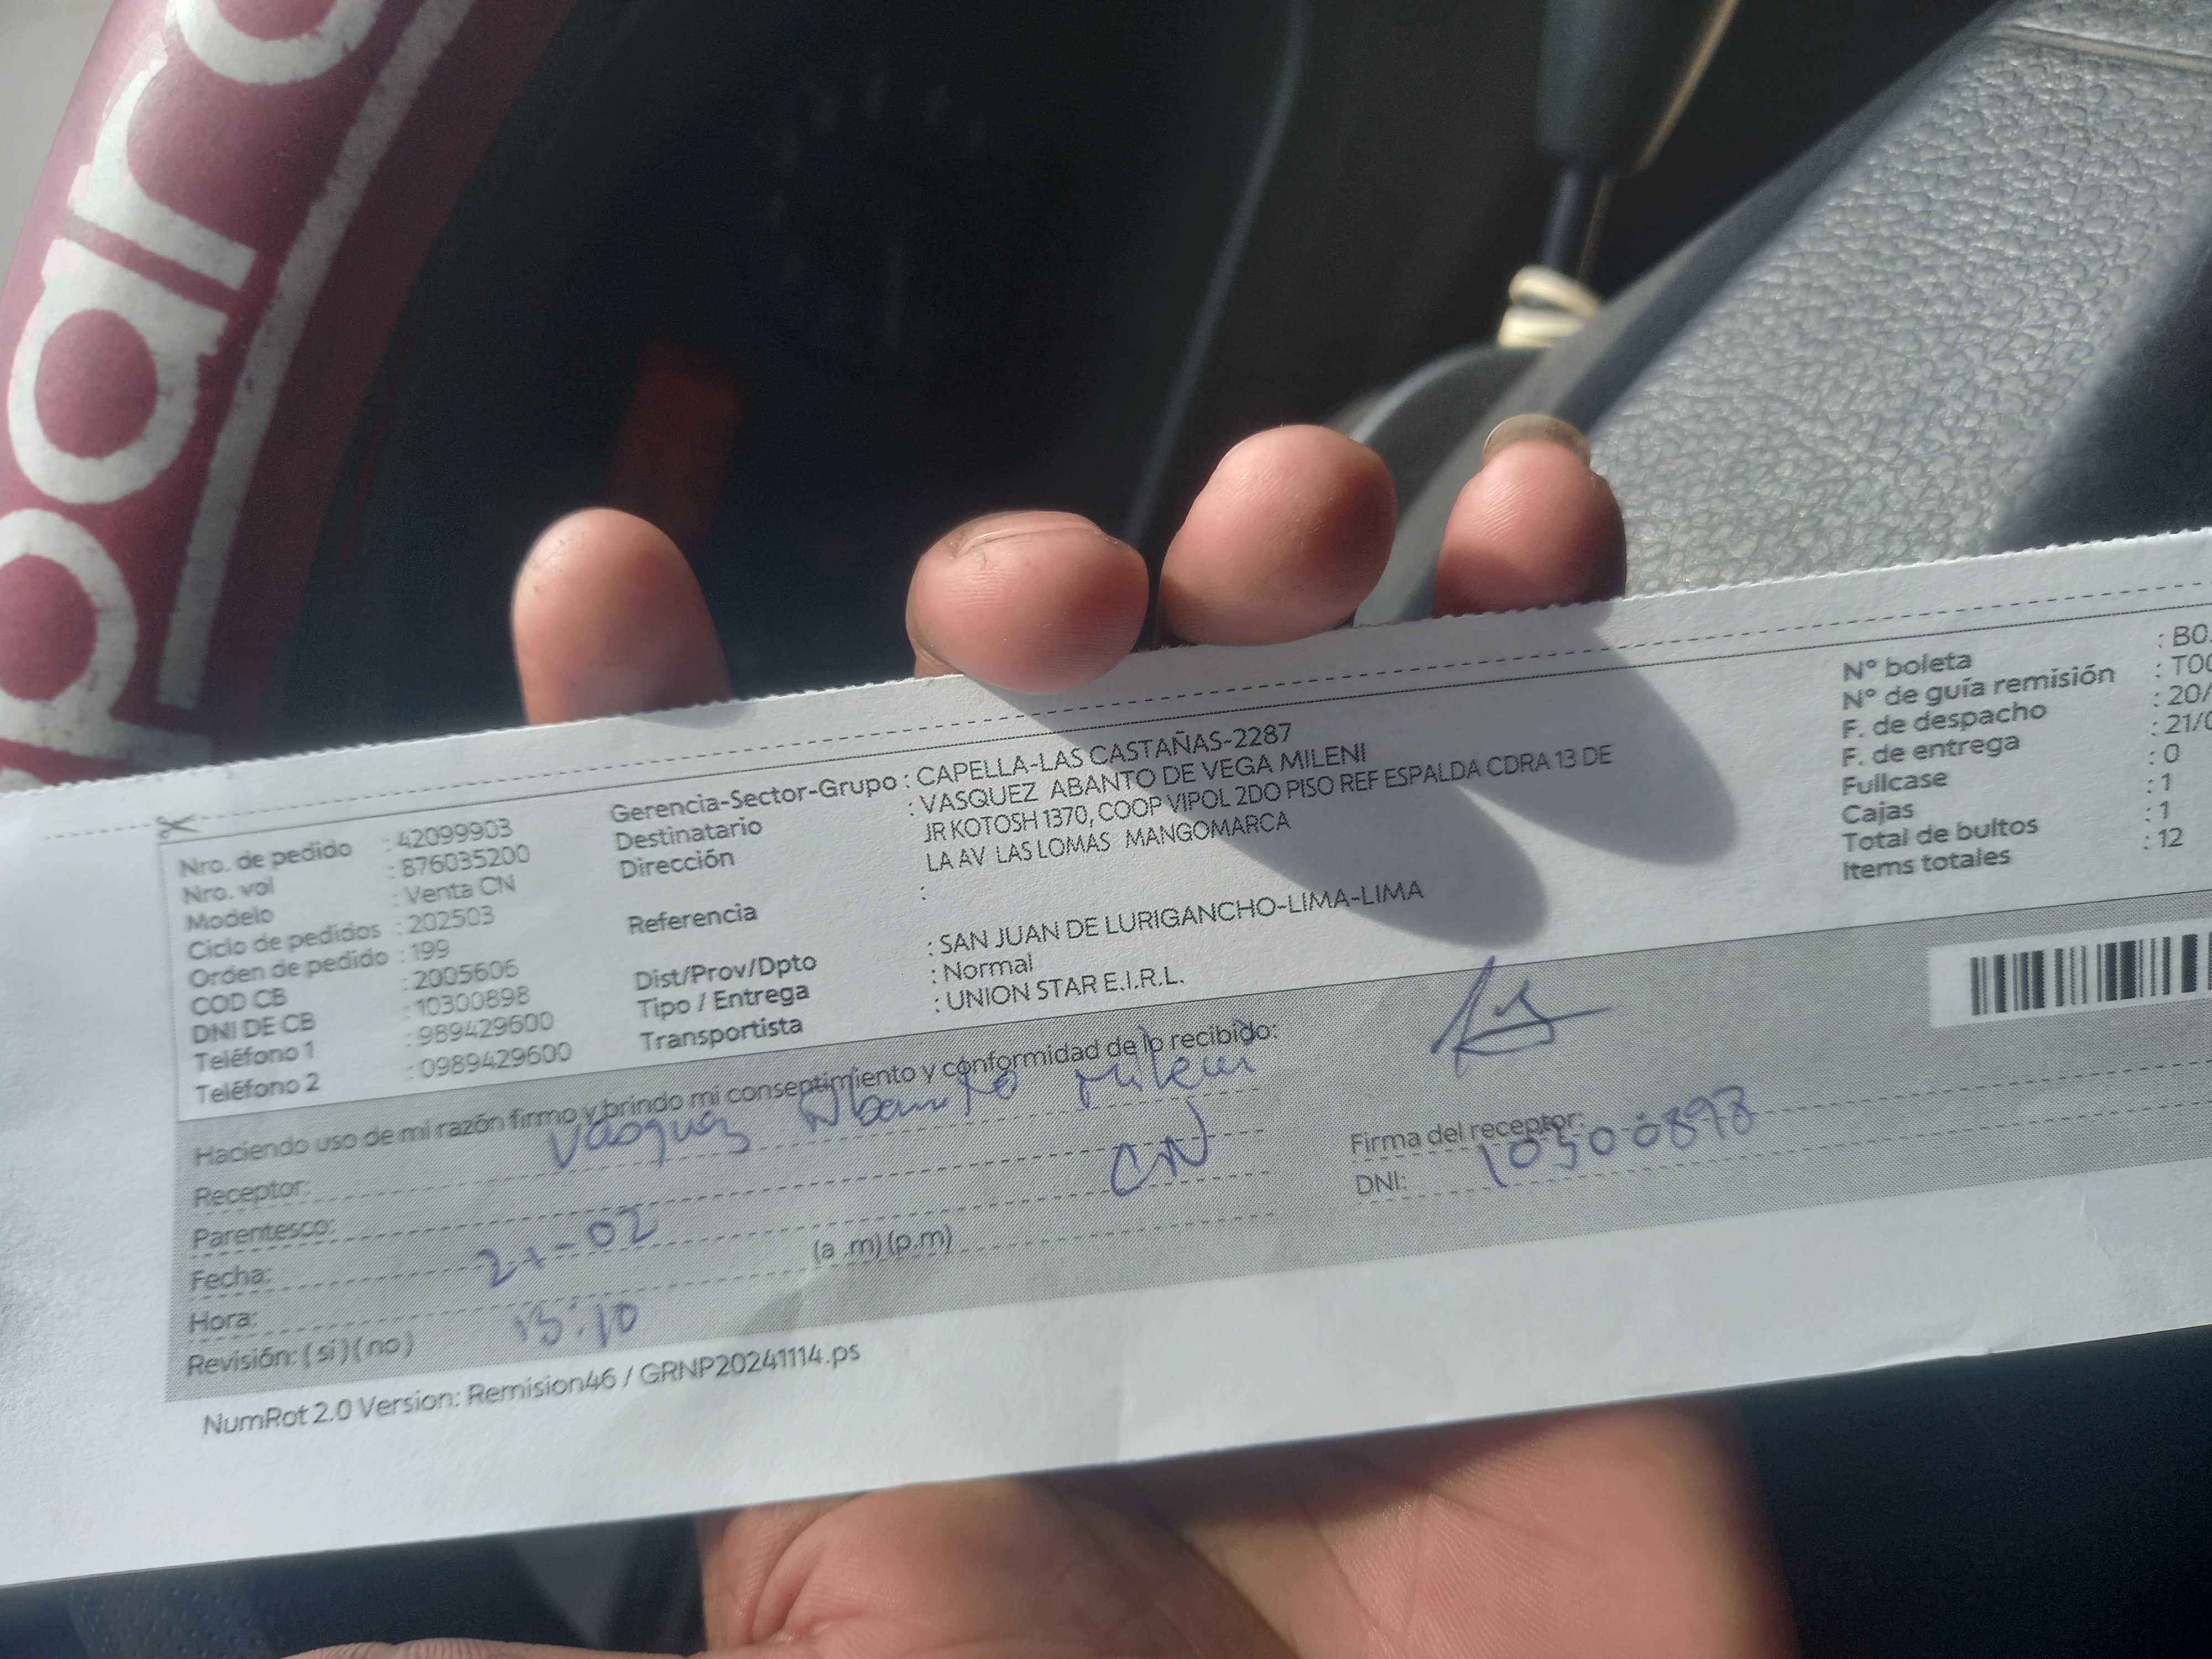 Nro. de pedido : 42099903
Nro. vol : 876035200
Modelo : Venta CN
Ciclo de pedidos : 202503
Orden de pedido : 199
COD CB : 2005606
DNI DE CB : 10300898
Teléfono 1 : 989429600
Teléfono 2 : 0989429600
Gerencia-Sector-Grupo : CAPELLA-LAS CASTAÑAS-2287
Destinatario : VASQUEZ ABANTO DE VEGA MILENI
Dirección JR KOTOSH 1370, COOP VIPOL 2DO PISO REF ESPALDA CDRA 13 DE
LA AV LAS LOMAS MANGOMARCA
Referencia :
Dist/Prov/Dpto : SAN JUAN DE LURIGANCHO-LIMA-LIMA
Tipo / Entrega : Normal
Transportista : UNION STAR E.I.R.L.
N° boleta : B0
N° de guía remisión : T00
F. de despacho : 20/
F. de entrega : 21/0
Fullcase : 0
Cajas : 1
Total de bultos : 1
Items totales : 12
Haciendo uso de mi razón firmo y brindo mi consentimiento y conformidad de lo recibido:
Receptor: Vasquez Abanto Mileni
Parentesco: CN
Fecha: 21-02
Hora: 13:10 (a .m) (p.m)
Revisión: ( si ) ( no )
Firma del receptor:
DNI: 10300898
NumRot 2.0 Version: Remision46 / GRNP20241114.ps